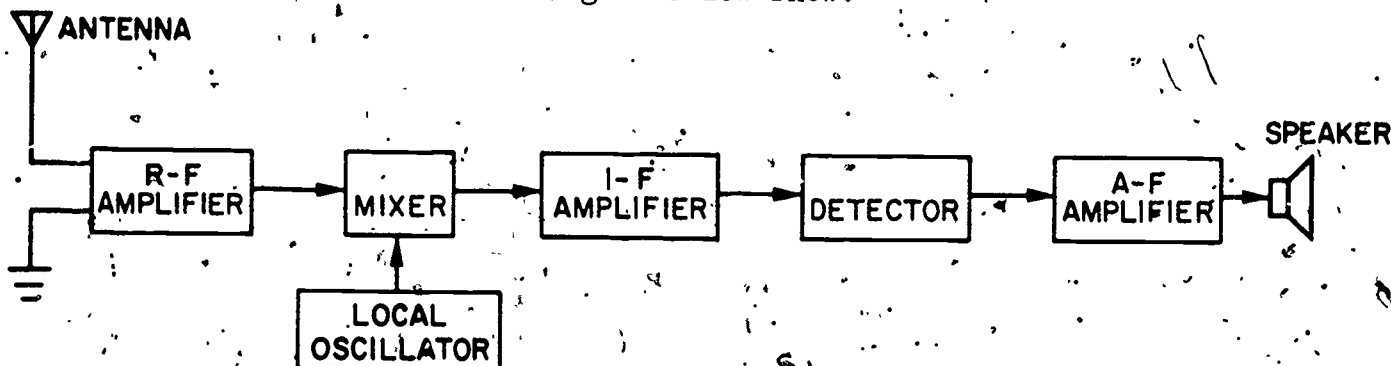 ANTENNA
SPEAKER
R-F
AMPLIFIER
MIXER
I-F
AMPLIFIER
DETECTOR
A-F
AMPLIFIER
LOCAL
OSCILLATOR